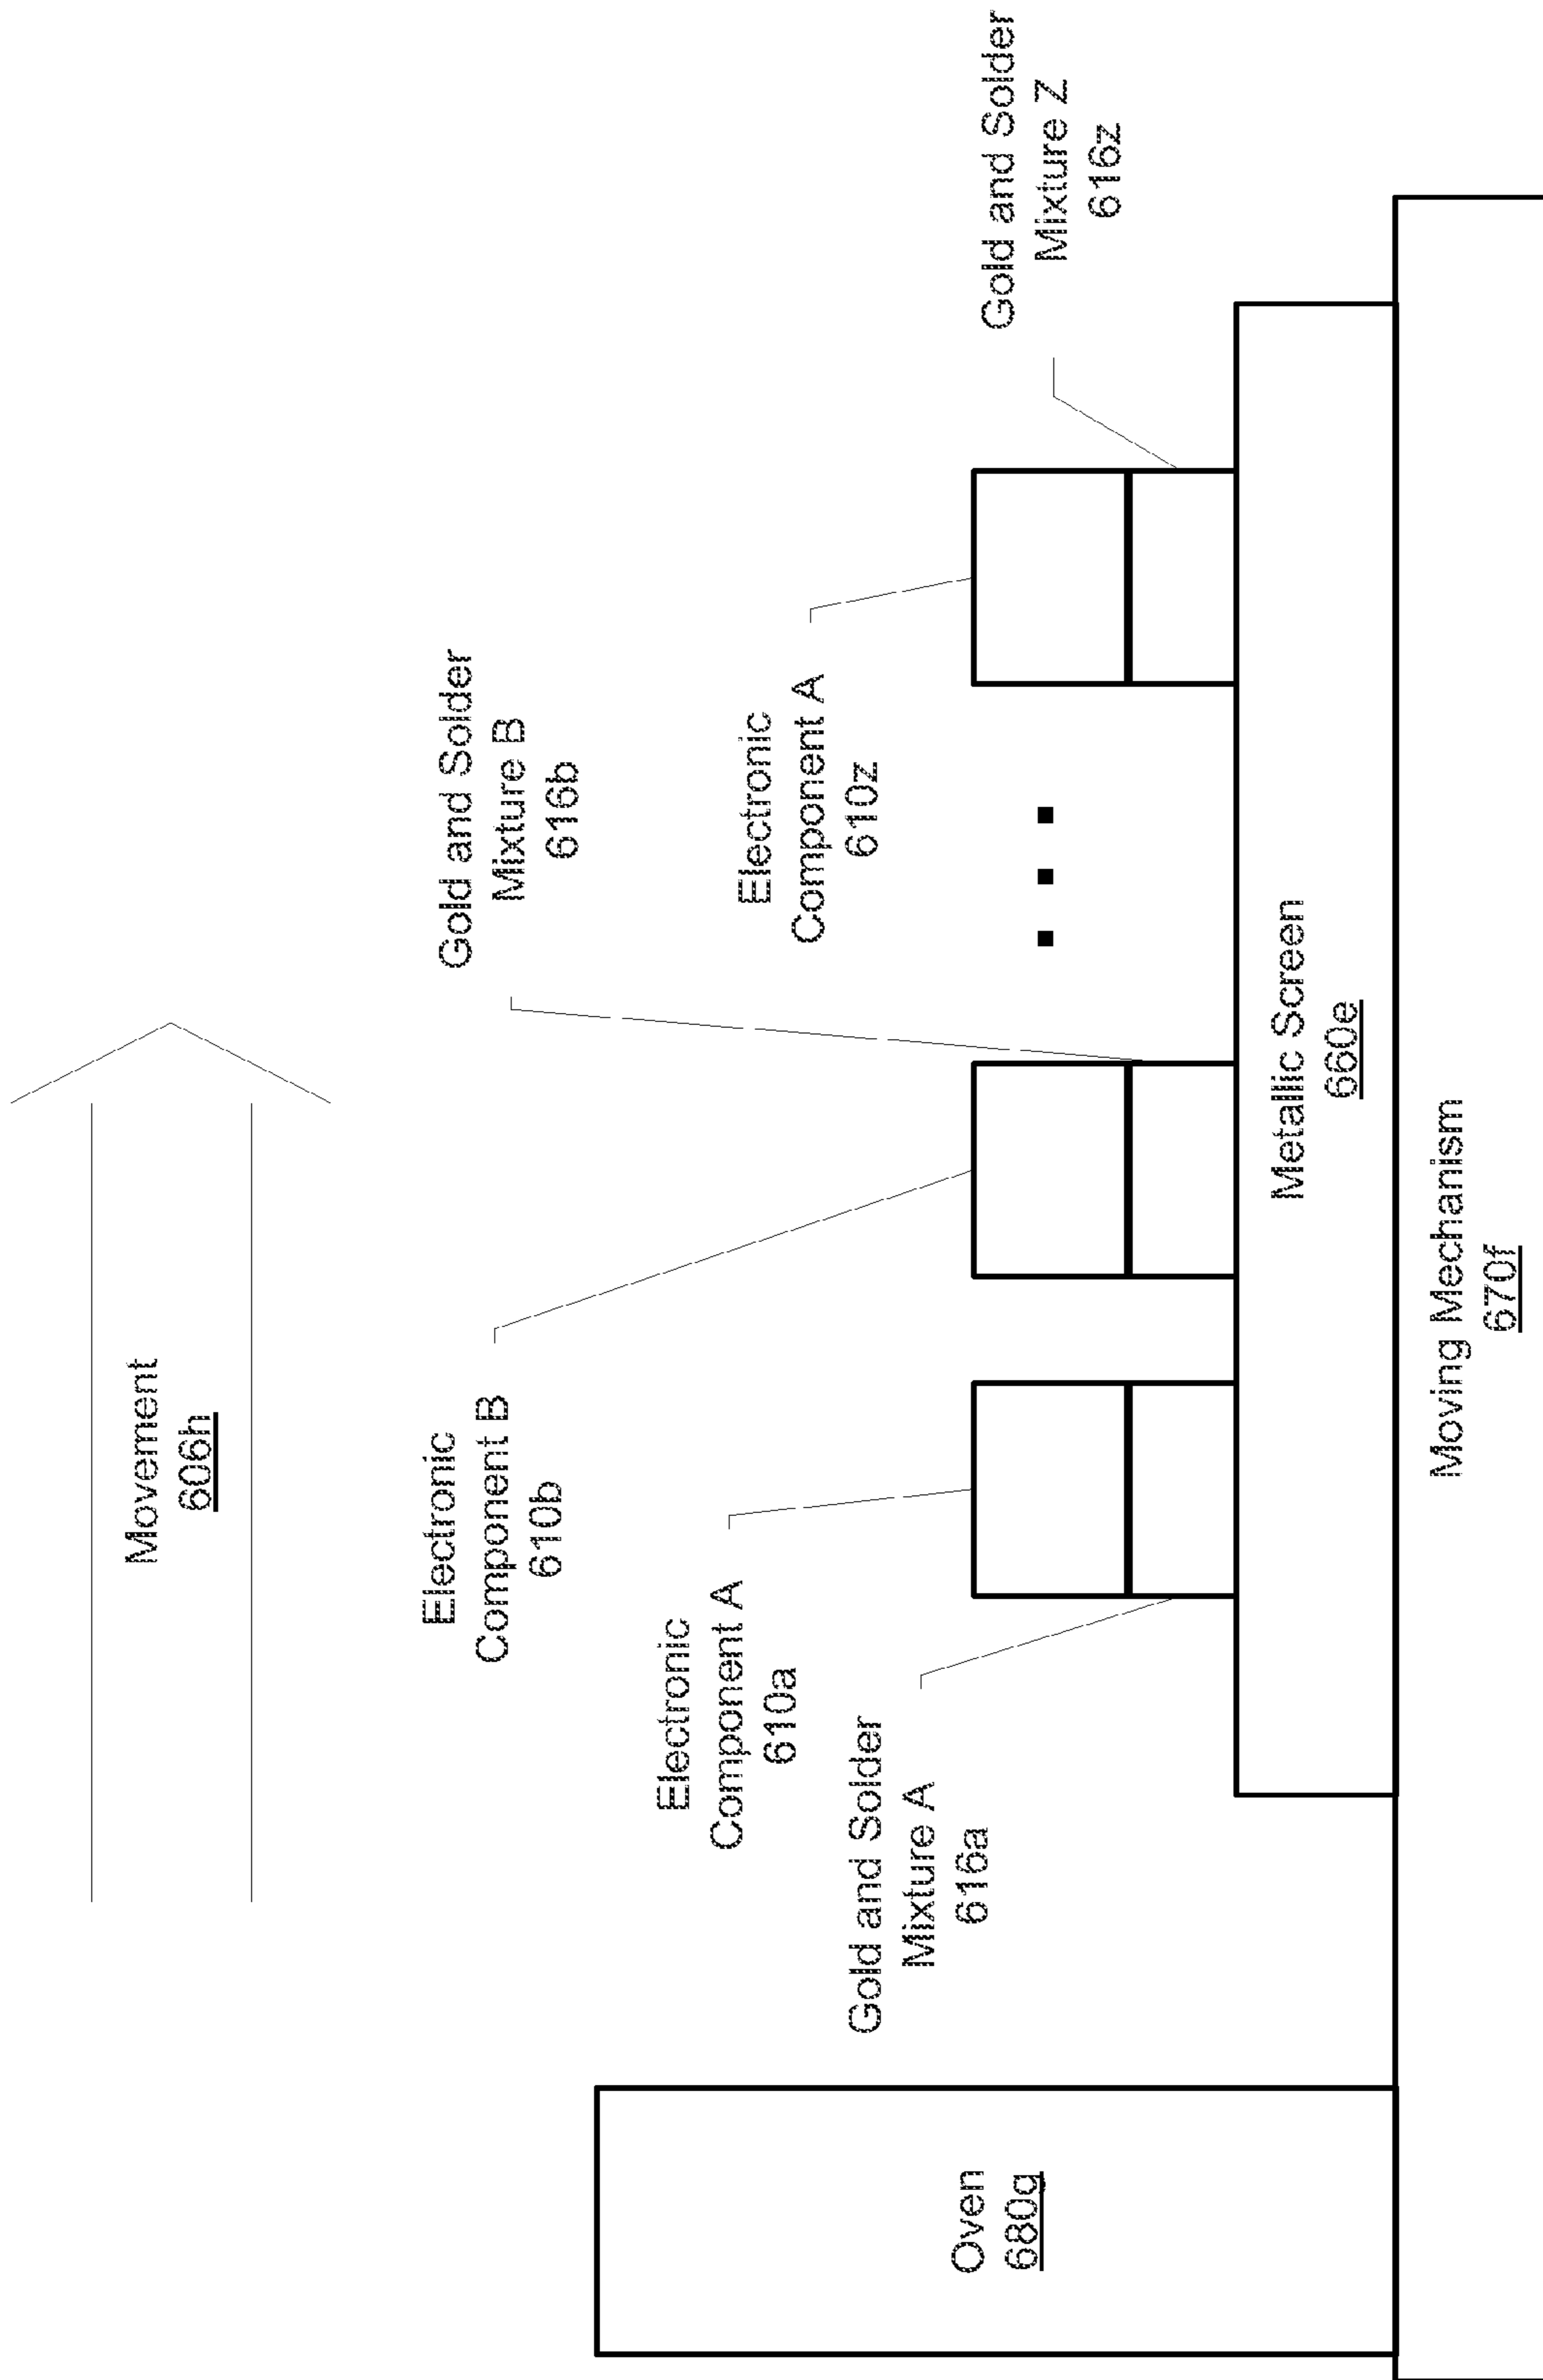 Movement
606h
Electronic
Component B
610b
Gold and Solder
Mixture B
616b
Electronic
Component A
610a
Electronic
Component A
610z
Gold and Solder
Mixture A
616a
Gold and Solder
Mixture Z
616z
Oven
680g
Metallic Screen
660e
Moving Mechanism
670f